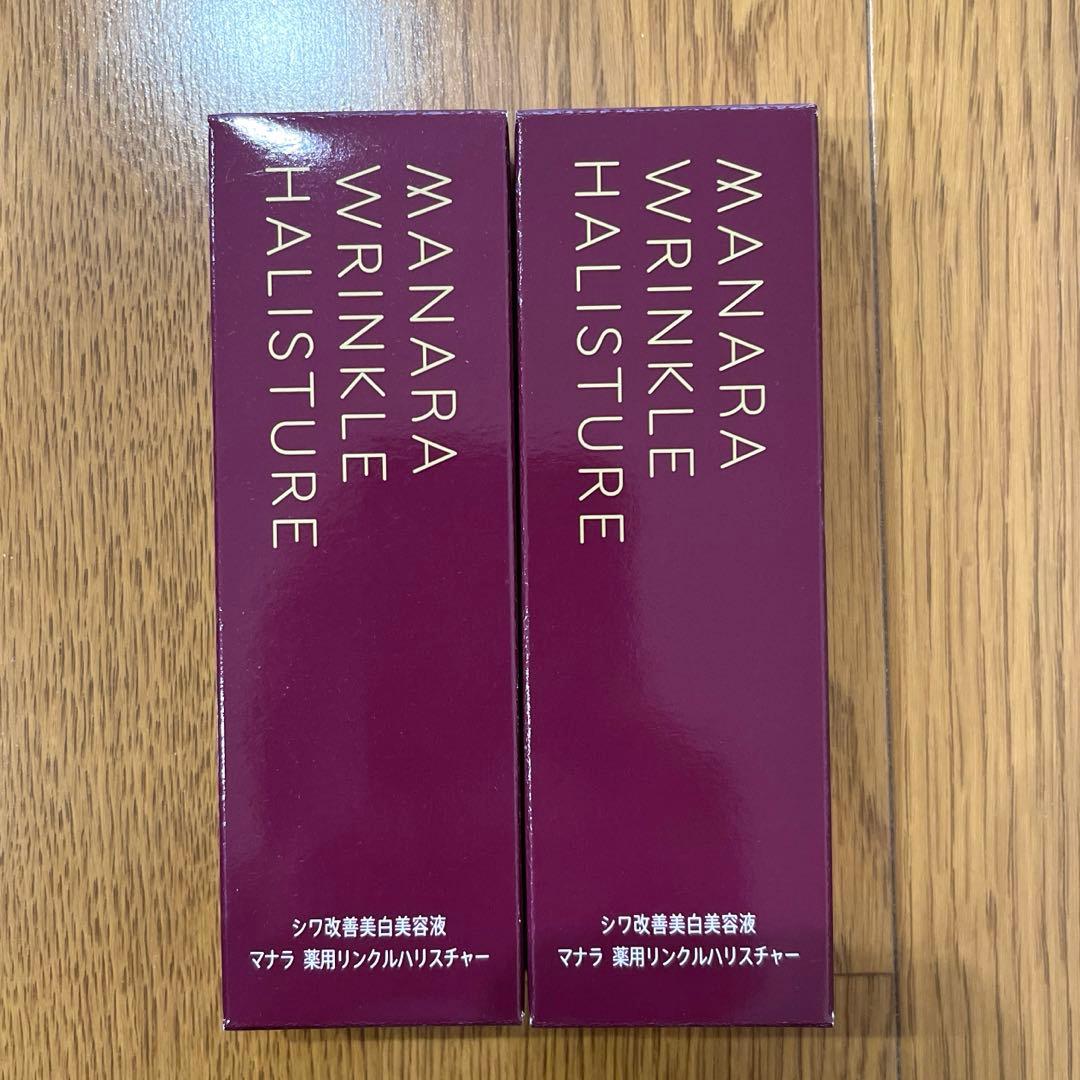 MANARA
WRINKLE
HALISTURE
シワ改善美白美容液
マナラ 薬用リンクルハリスチャー
MANARA
WRINKLE
HALISTURE
シワ改善美白美容液
マナラ 薬用リンクルハリスチャー